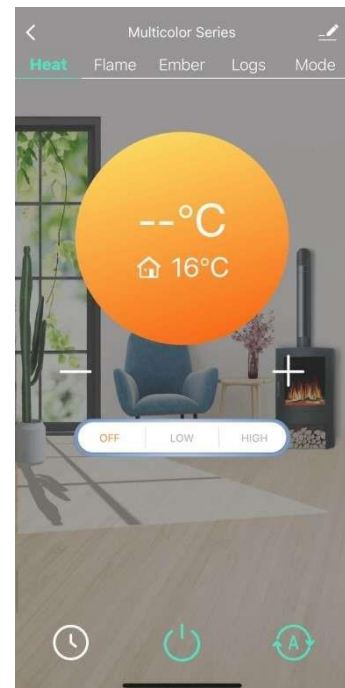 Multicolor Series
Heat Flame Ember Logs Mode
--°C
16°C
OFF LOW HIGH
A